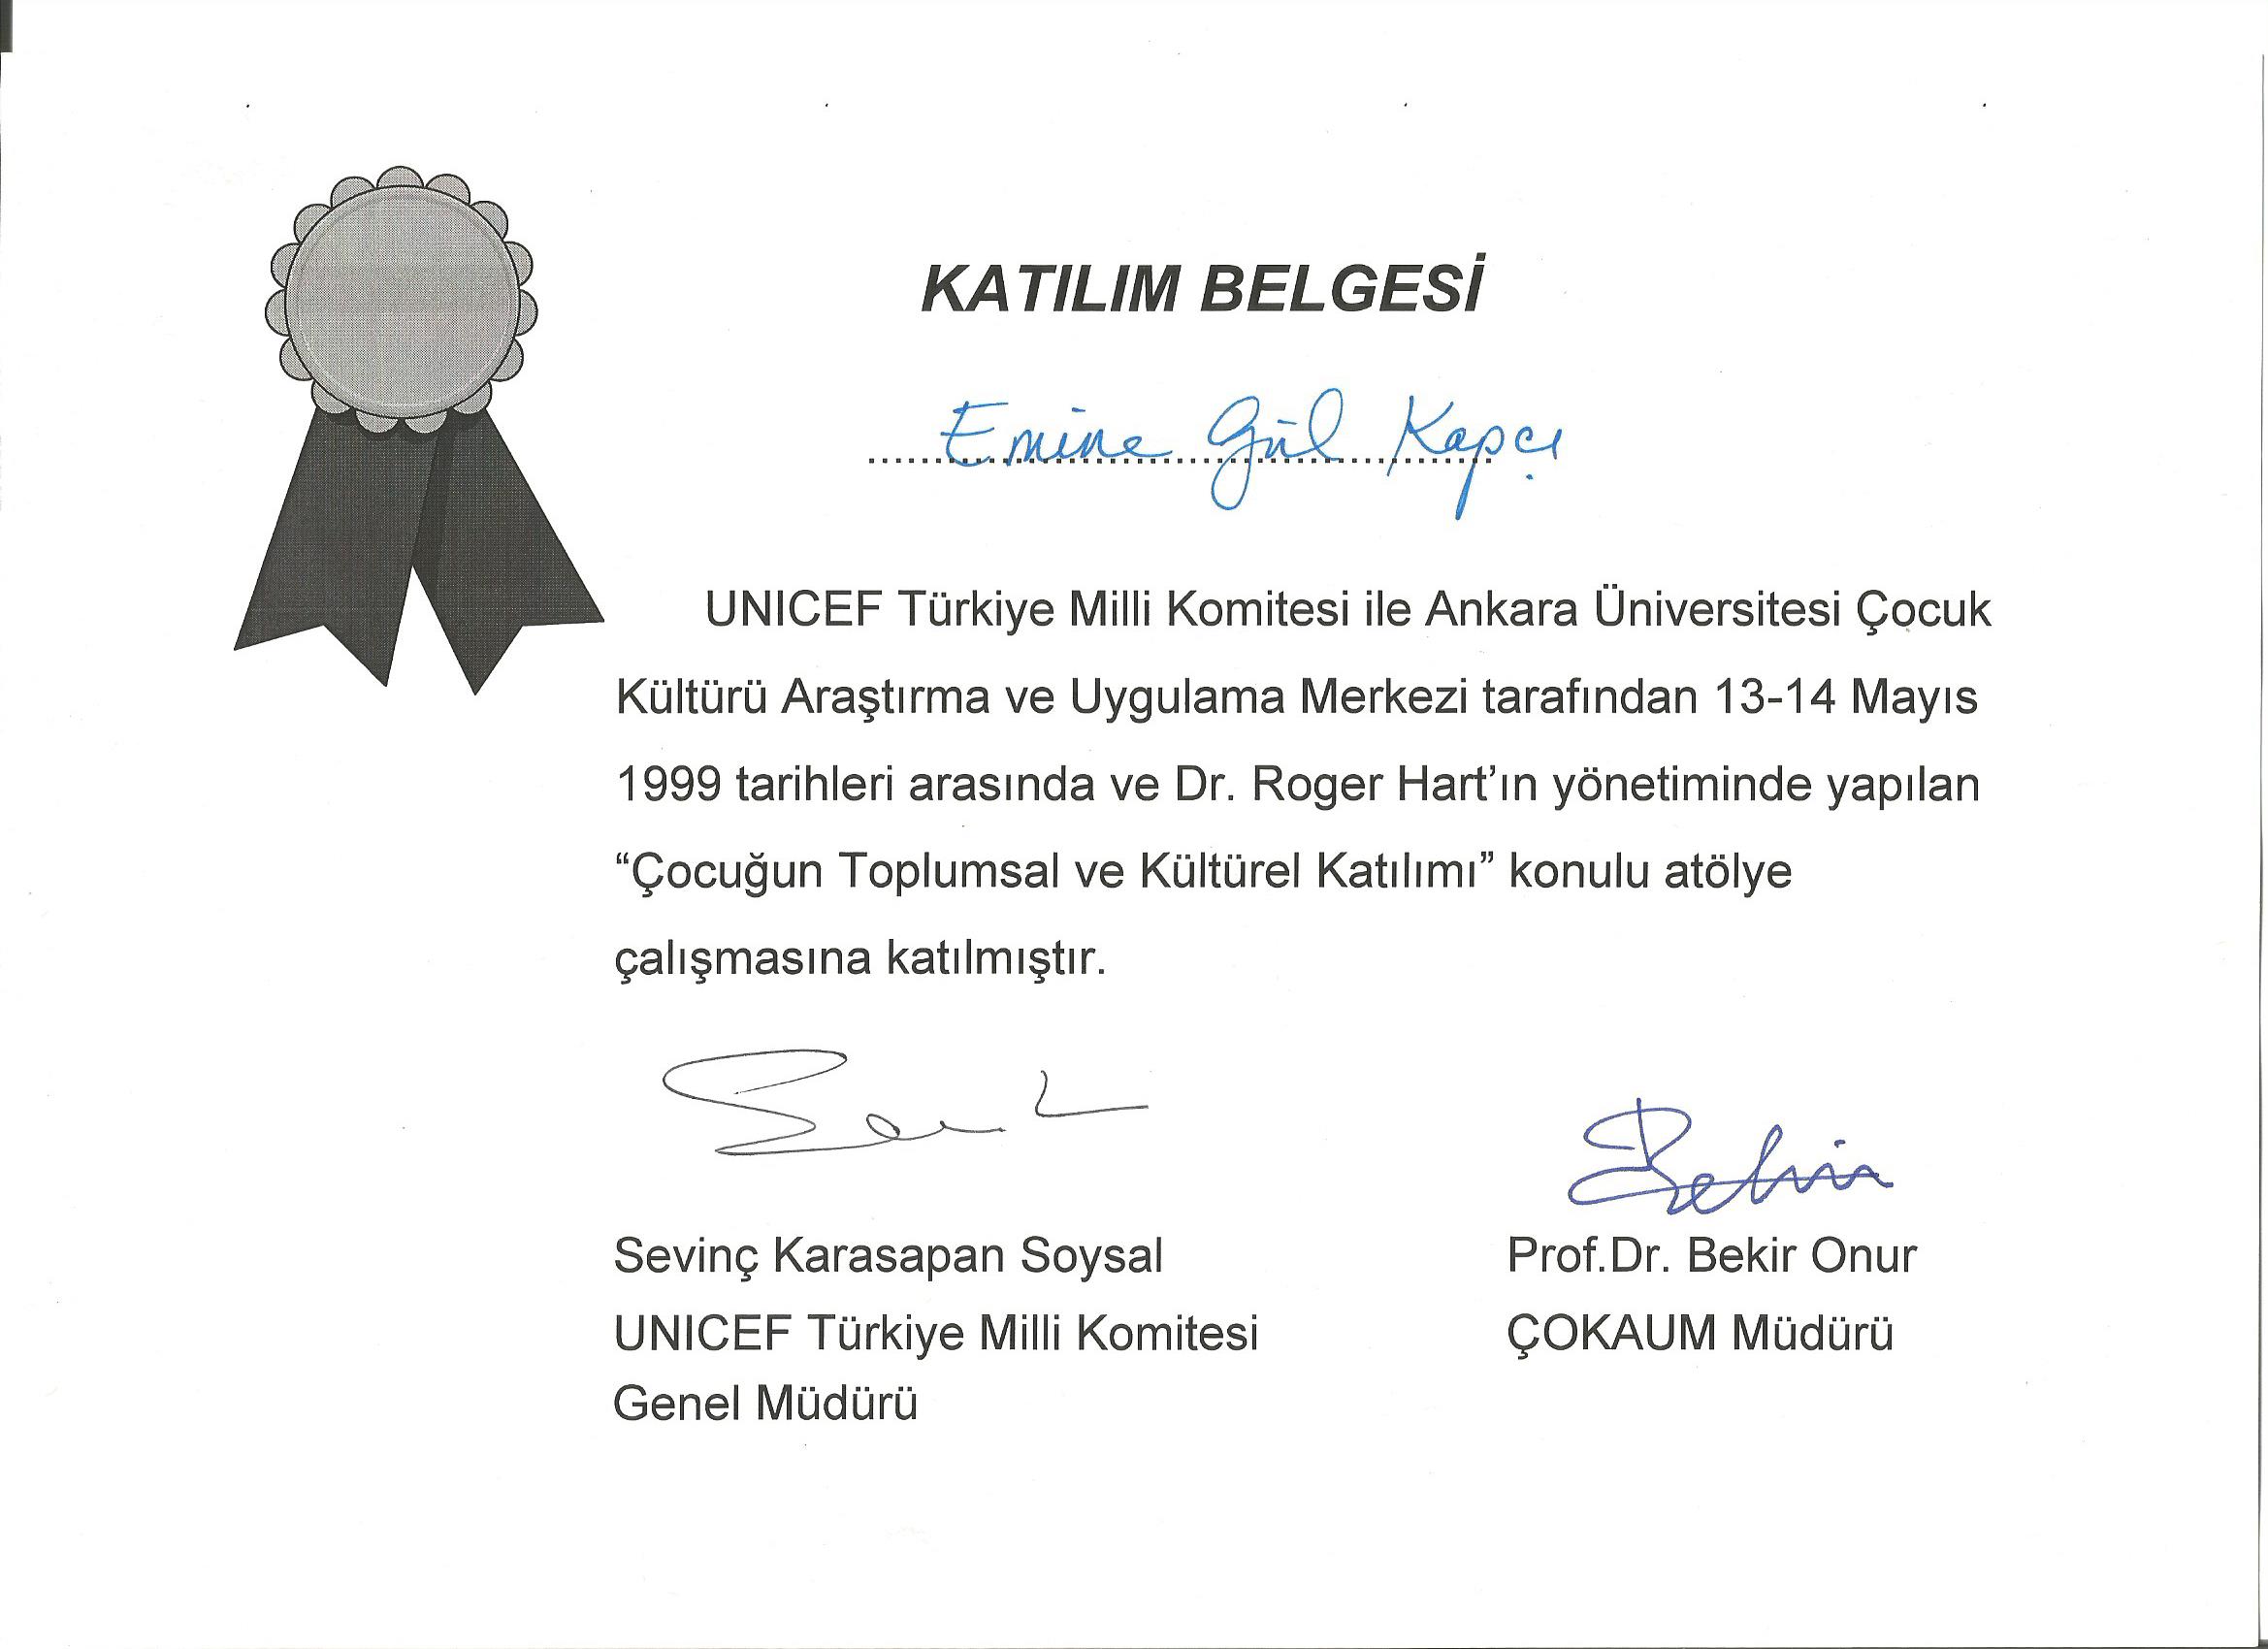 KATILIM BELGESİ
Emine Gül Kapçı
UNICEF Türkiye Milli Komitesi ile Ankara Üniversitesi Çocuk
Kültürü Araştırma ve Uygulama Merkezi tarafından 13-14 Mayıs
1999 tarihleri arasında ve Dr. Roger Hart’ın yönetiminde yapılan
“Çocuğun Toplumsal ve Kültürel Katılımı” konulu atölye
çalışmasına katılmıştır.
Sevinç Karasapan Soysal
UNICEF Türkiye Milli Komitesi
Genel Müdürü
Prof.Dr. Bekir Onur
ÇOKAUM Müdürü